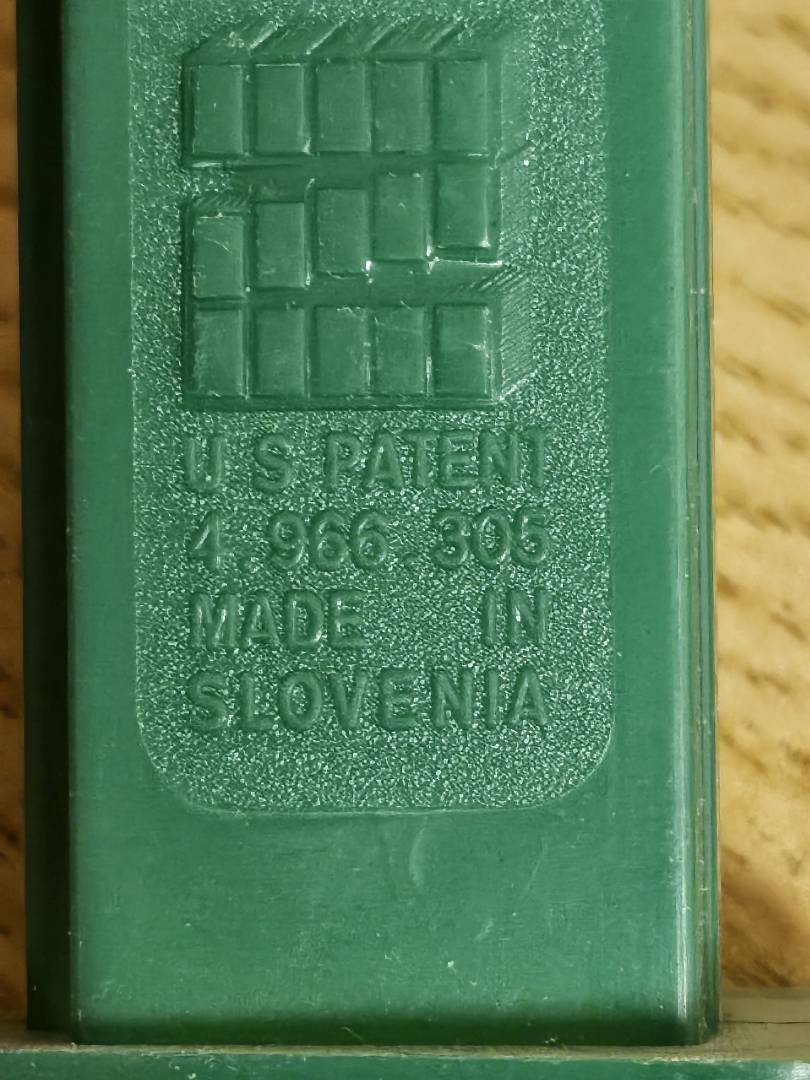 U S PATENT
4.966.305
MADE IN
SLOVENIA